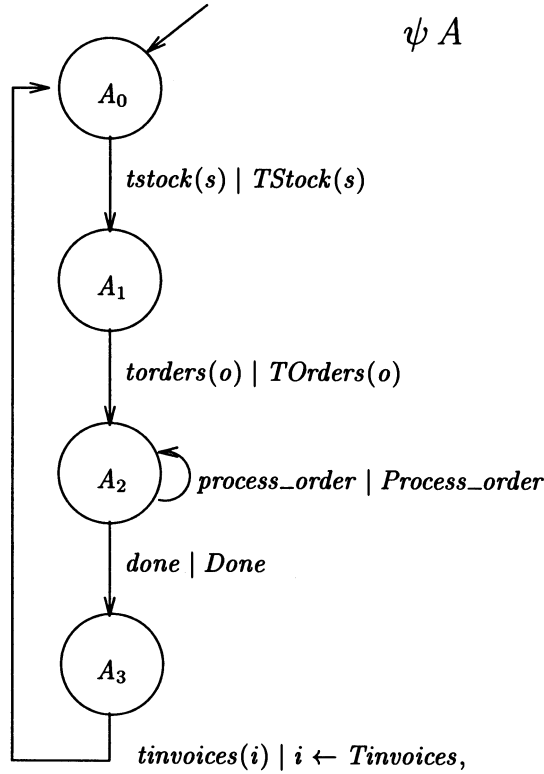 ψ A
A₀
tstock(s) | TStock(s)
A₁
torders(o) | TOrders(o)
A₂
process_order | Process_order
done | Done
A₃
tinvoices(i) | i ← Tinvoices,